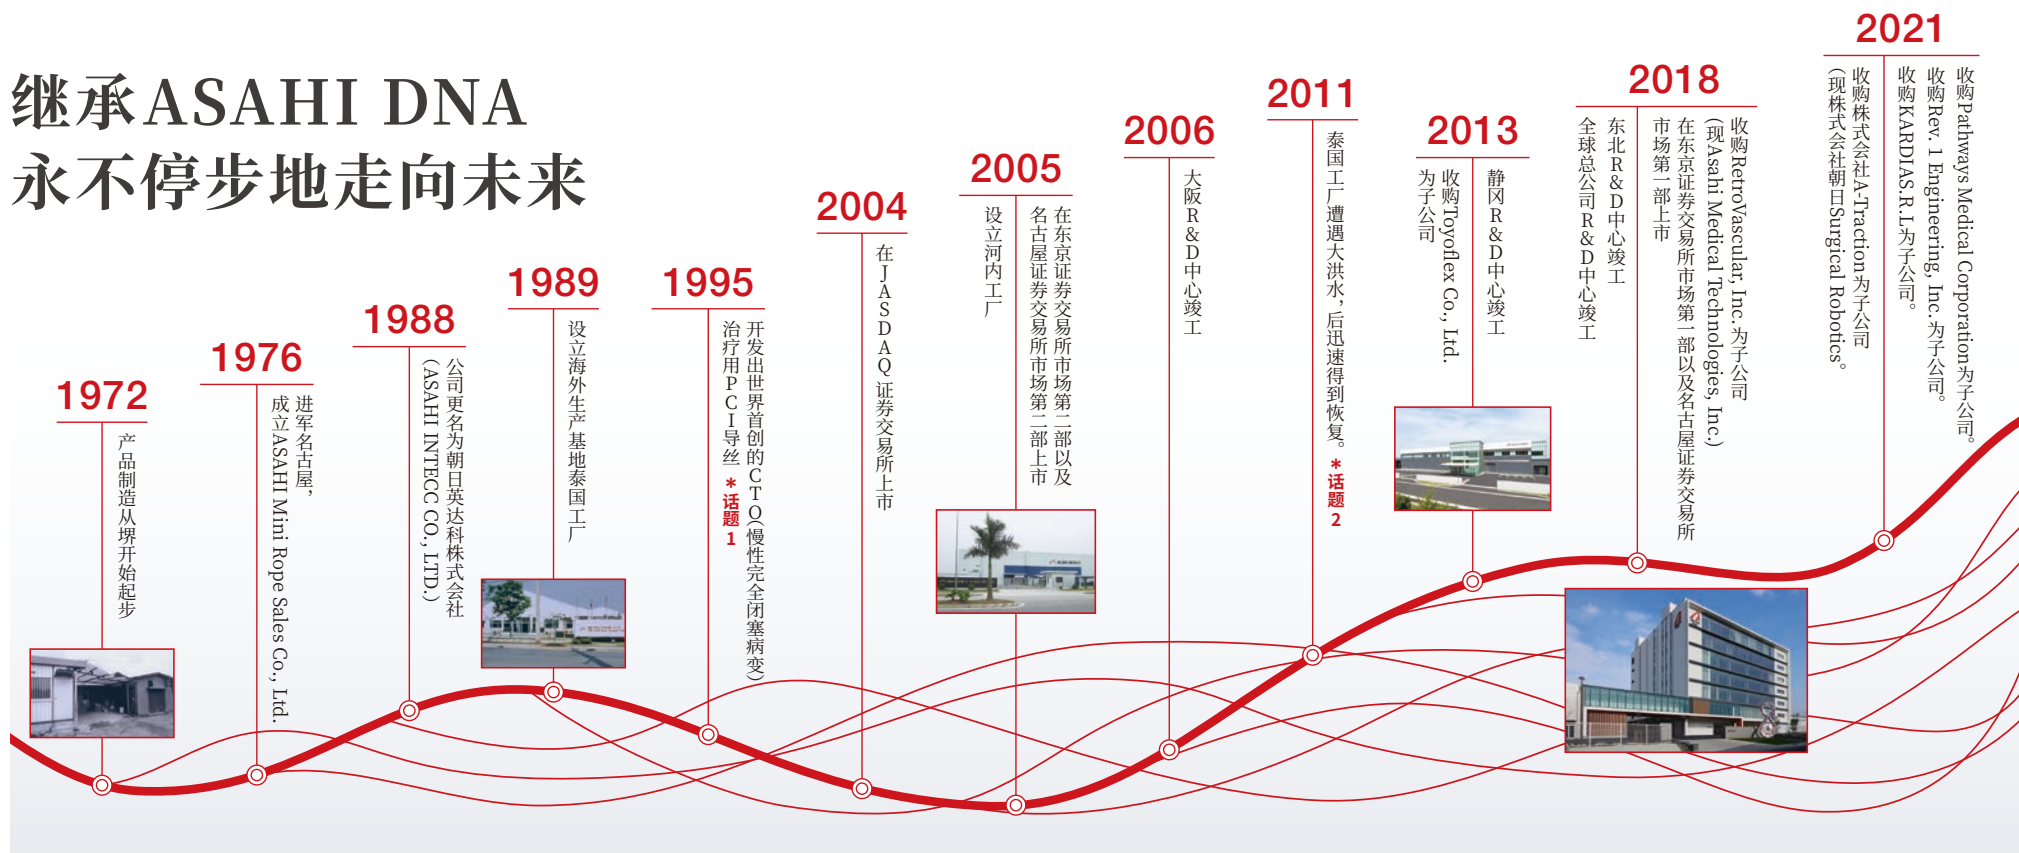 继承ASAHI DNA
永不停步地走向未来
1972
产品制造从堺开始起步
1976
进军名古屋，
成立ASAHI Mini Rope Sales Co., Ltd.
1988
公司更名为朝日英达科株式会社
（ASAHI INTECC CO., LTD.）
1989
设立海外生产基地泰国工厂
1995
开发出世界首创的CTO（慢性完全闭塞病变）
治疗用PCI导丝 *话题1
2004
在JASDAQ证券交易所上市
2005
在东京证券交易所市场第二部以及
名古屋证券交易所市场第二部上市
设立河内工厂
2006
大阪R&D中心竣工
2011
泰国工厂遭遇大洪水，后迅速得到恢复。 *话题2
2013
静冈R&D中心竣工
收购Toyoflex Co., Ltd.
为子公司
2018
收购RetroVascular, Inc.为子公司
（现Asahi Medical Technologies, Inc.）
在东京证券交易所市场第一部以及名古屋证券交易所
市场第一部上市
东北R&D中心竣工
全球总公司R&D中心竣工
2021
收购Pathways Medical Corporation为子公司。
收购Rev. 1 Engineering, Inc.为子公司。
收购KARDIAS.R.L为子公司。
收购株式会社A-Traction为子公司
（现株式会社朝日Surgical Robotics。